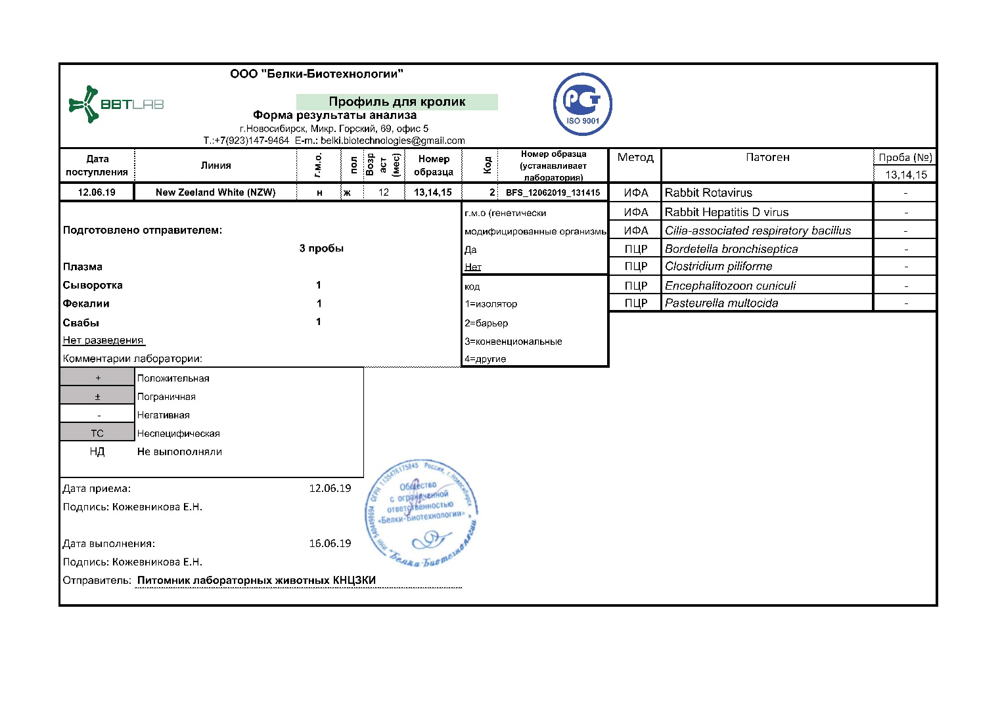 ООО "Белки-Биотехнологии"
BBTLAB
Профиль для кролик
Форма результаты анализа
г.Новосибирск, Микр. Горский, 69, офис 5
Т.:+7(923)147-9464 E-m.: belki.biotechnologies@gmail.com
РСТ
ISO 9001
Дата поступления Линия г.м.о. пол Возр аст (мес) Номер образца Код Номер образца (устанавливает лаборатория) Метод Патоген Проба (№)
13,14,15
12.06.19 New Zeeland White (NZW) н ж 12 13,14,15 2 BFS_12062019_131415 ИФА Rabbit Rotavirus -
ИФА Rabbit Hepatitis D virus -
ИФА Cilia-associated respiratory bacillus -
ПЦР Bordetella bronchiseptica -
ПЦР Clostridium piliforme -
ПЦР Encephalitozoon cuniculi -
ПЦР Pasteurella multocida -
Подготовлено отправителем:
3 пробы
Плазма
Сыворотка 1
Фекалии 1
Свабы 1
Нет разведения
Комментарии лаборатории:
г.м.о (генетически
модифицированные организмь
Да
Нет
код
1=изолятор
2=барьер
3=конвенциональные
4=другие
+ Положительная
± Пограничная
- Негативная
ТС Неспецифическая
НД Не выпополняли
Дата приема: 12.06.19
Подпись: Кожевникова Е.Н.
Дата выполнения: 16.06.19
Подпись: Кожевникова Е.Н.
Отправитель: Питомник лабораторных животных КНЦЗКИ
ИНН 5404498694 ОГРН 1135476175845 Россия, г.Новосибирск
Общество
с ограниченной
ответственностью
«Белки-Биотехнологии»
"Белки-Биотехнологии"